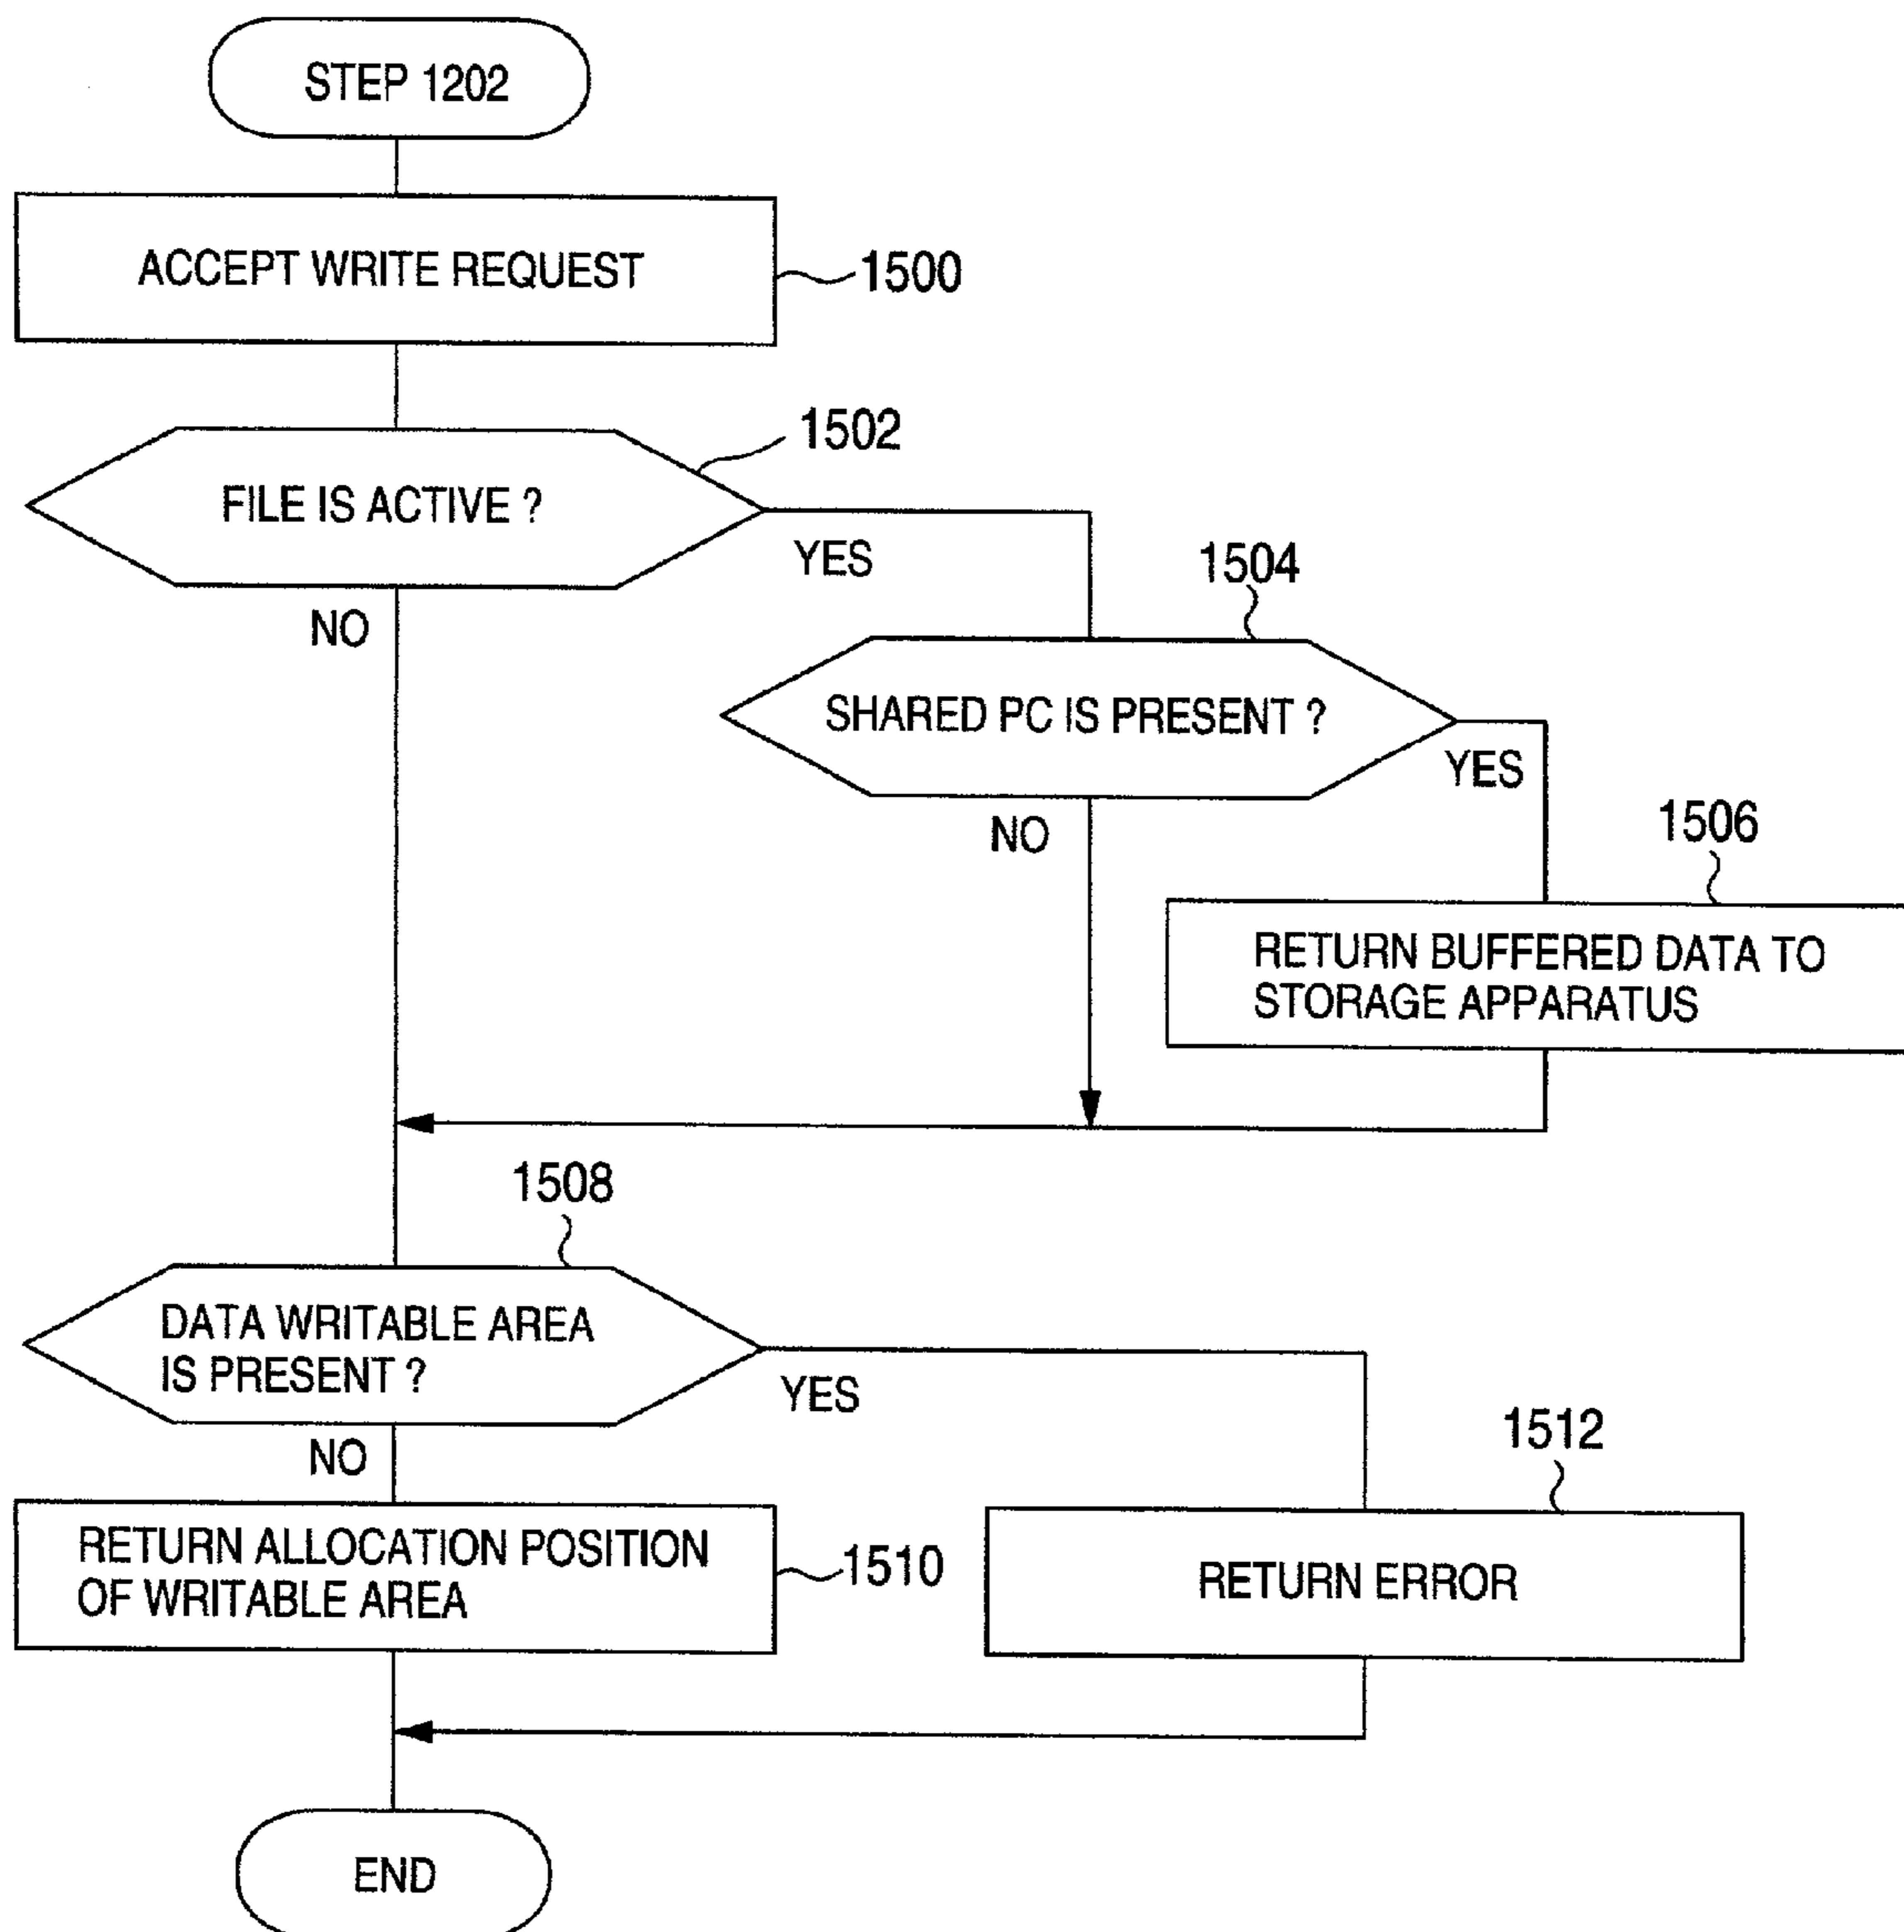 STEP 1202
ACCEPT WRITE REQUEST
1500
1502
FILE IS ACTIVE ?
YES
NO
1504
SHARED PC IS PRESENT ?
YES
NO
1506
RETURN BUFFERED DATA TO
STORAGE APPARATUS
1508
DATA WRITABLE AREA
IS PRESENT ?
YES
NO
1512
RETURN ALLOCATION POSITION
OF WRITABLE AREA
1510
RETURN ERROR
END